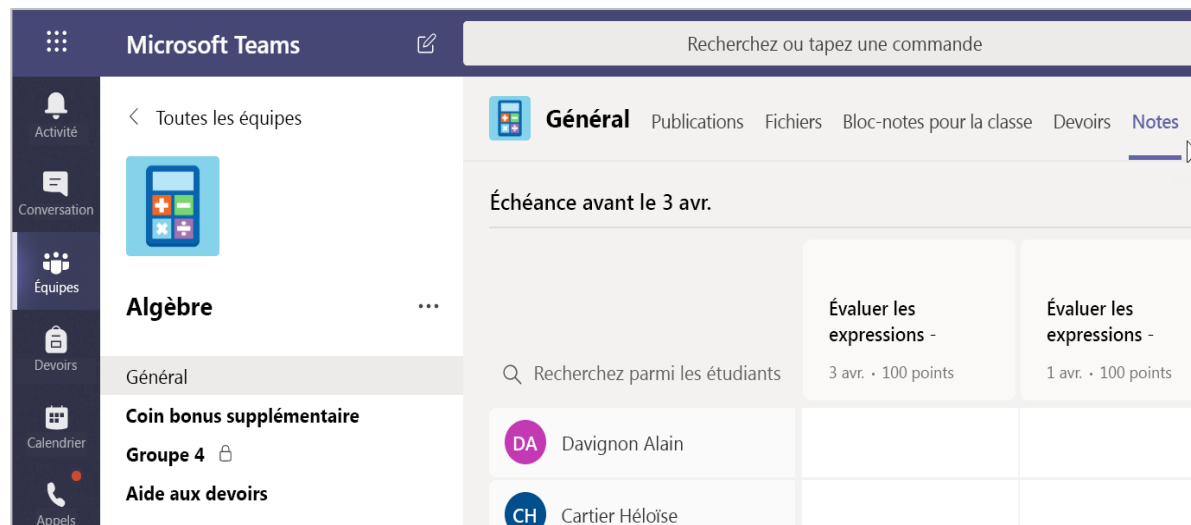 Microsoft Teams
Recherchez ou tapez une commande
Activité
Conversation
Équipes
Devoirs
Calendrier
Appels
Toutes les équipes
Algèbre
Général
Coin bonus supplémentaire
Groupe 4
Aide aux devoirs
Général Publications Fichiers Bloc-notes pour la classe Devoirs Notes
Échéance avant le 3 avr.
Recherchez parmi les étudiants
Évaluer les
expressions -
3 avr. • 100 points
Évaluer les
expressions -
1 avr. • 100 points
DA Davignon Alain
CH Cartier Héloïse